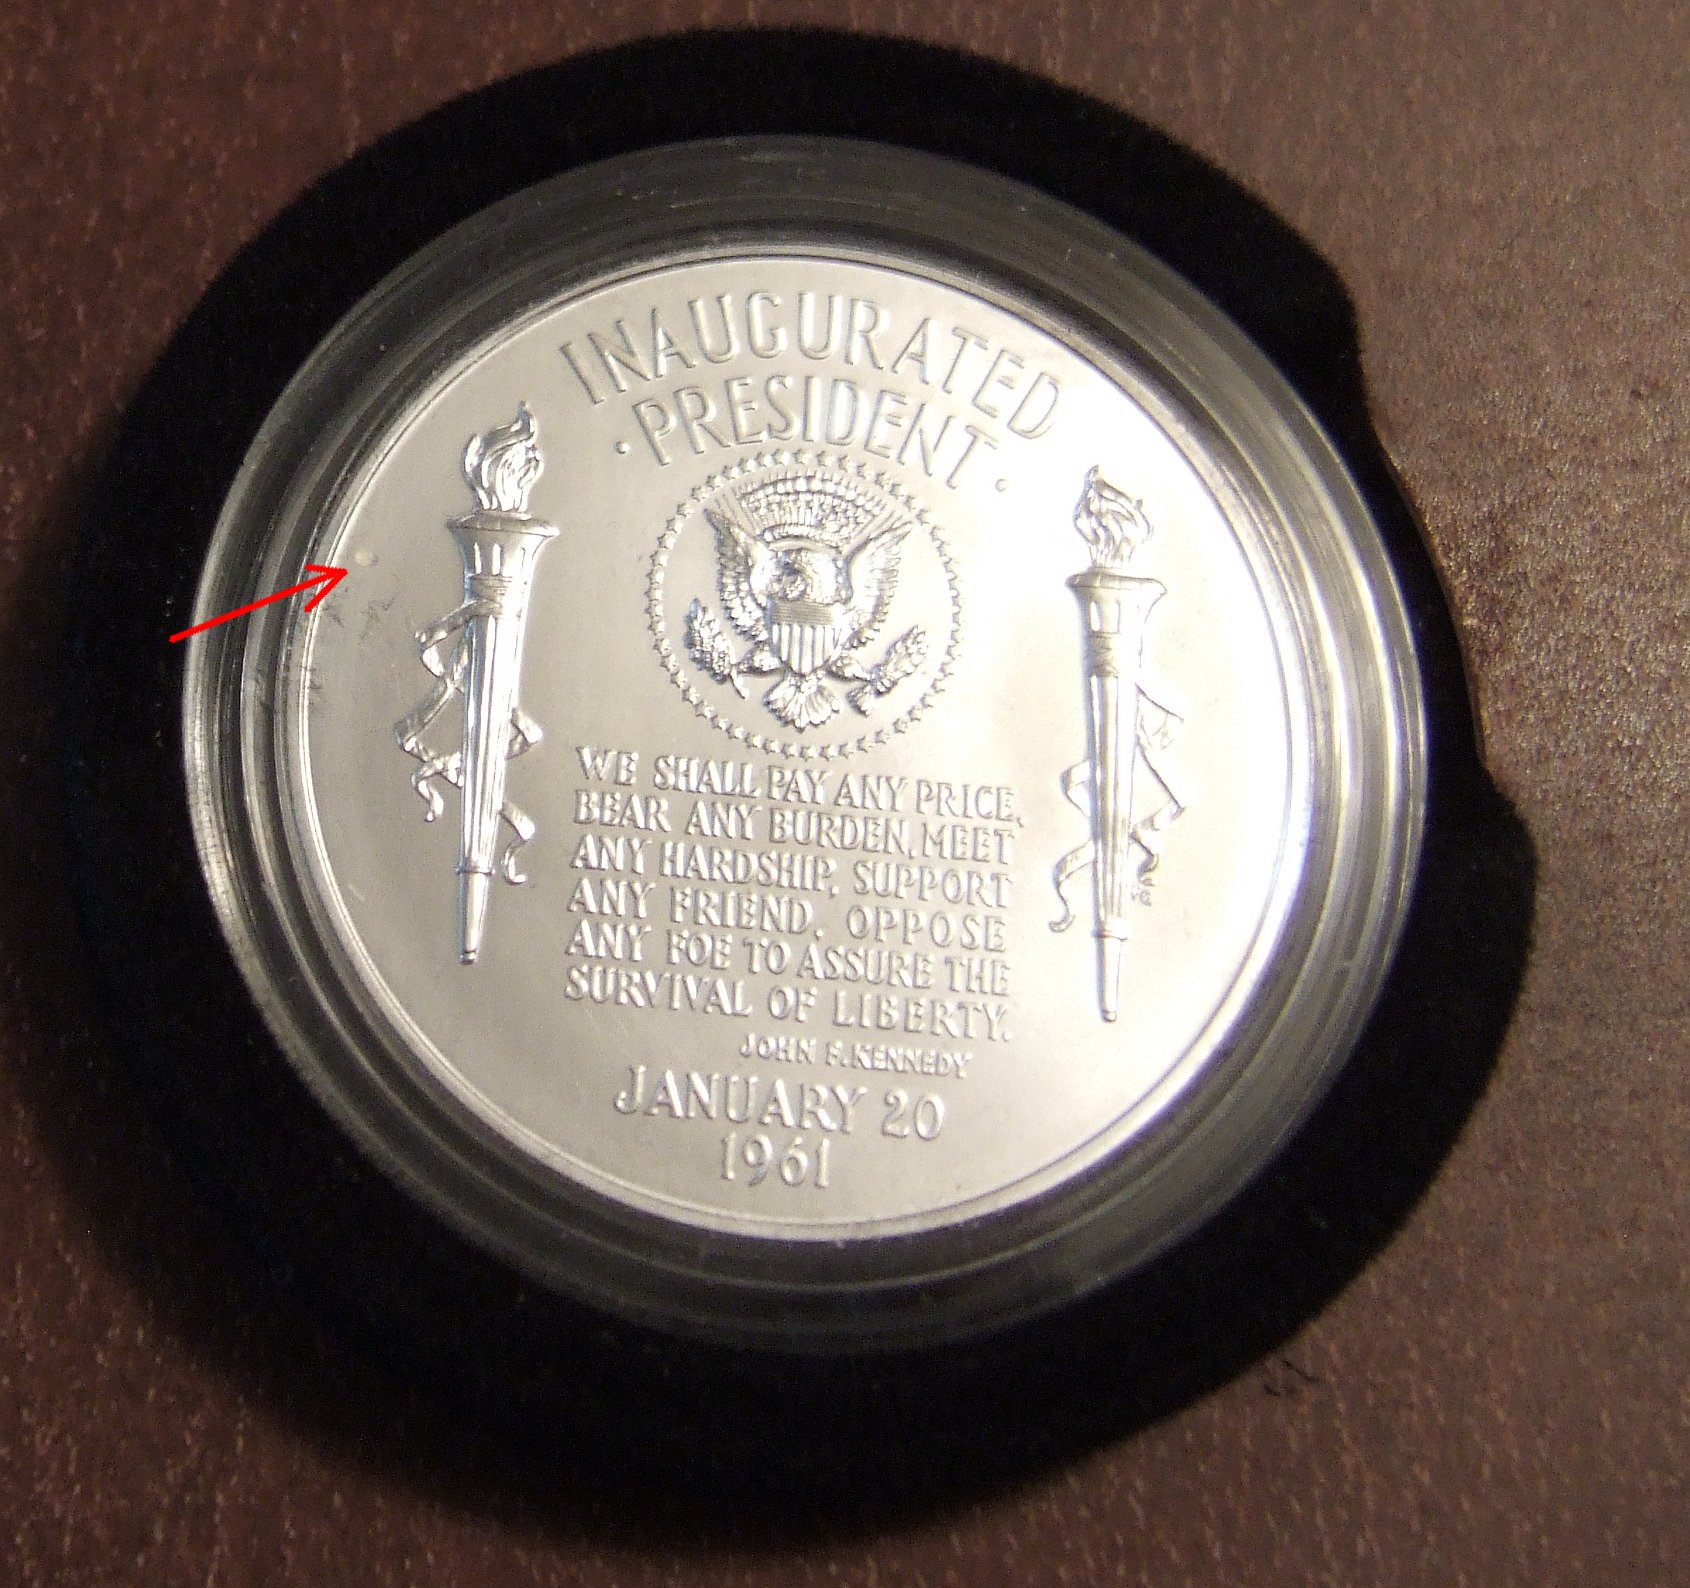 INAUGURATED
·PRESIDENT·
WE SHALL PAY ANY PRICE,
BEAR ANY BURDEN, MEET
ANY HARDSHIP, SUPPORT
ANY FRIEND, OPPOSE
ANY FOE TO ASSURE THE
SURVIVAL OF LIBERTY.
JOHN F. KENNEDY
JANUARY 20
1961